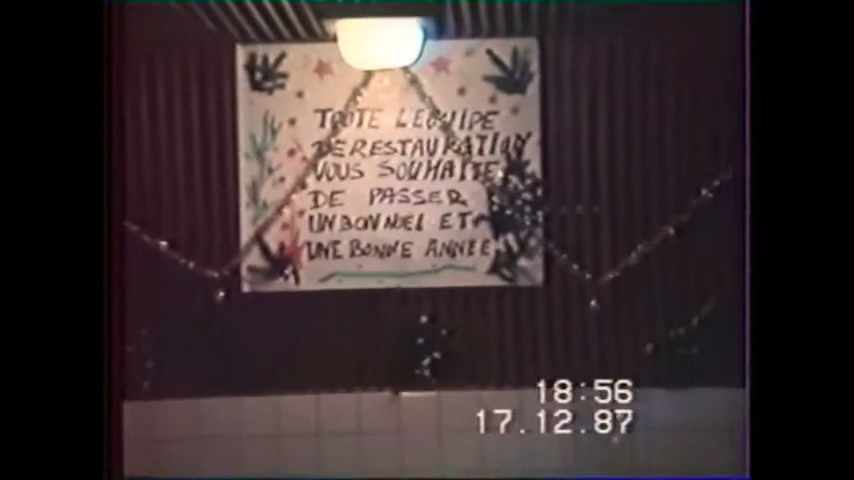 TOUTE L'EQUIPE
DE RESTAURATION
VOUS SOUHAITE
DE PASSER
UN BON NOEL ET
UNE BONNE ANNEE
18:56
17.12.87